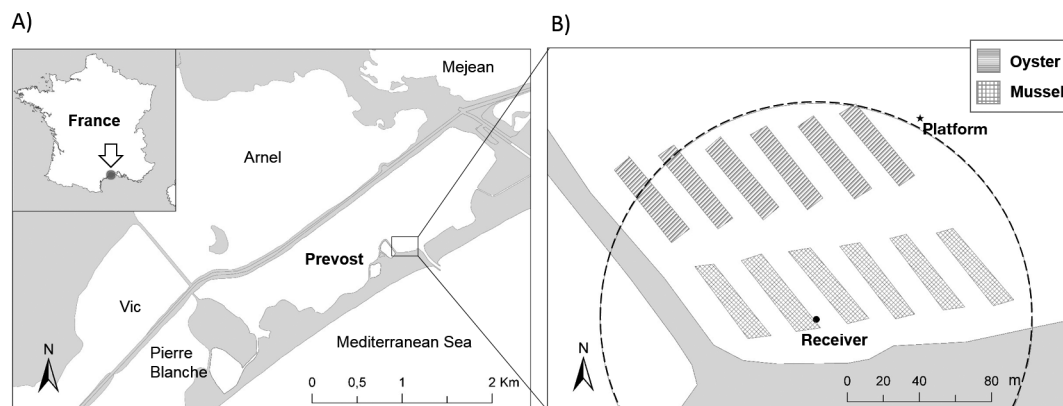 A)
France
Mejean
Arnel
Prevost
Vic
Pierre
Blanche
Mediterranean Sea
N
0 0,5 1 2 Km
B)
Oyster
Mussel
Platform
Receiver
N
0 20 40 80 m